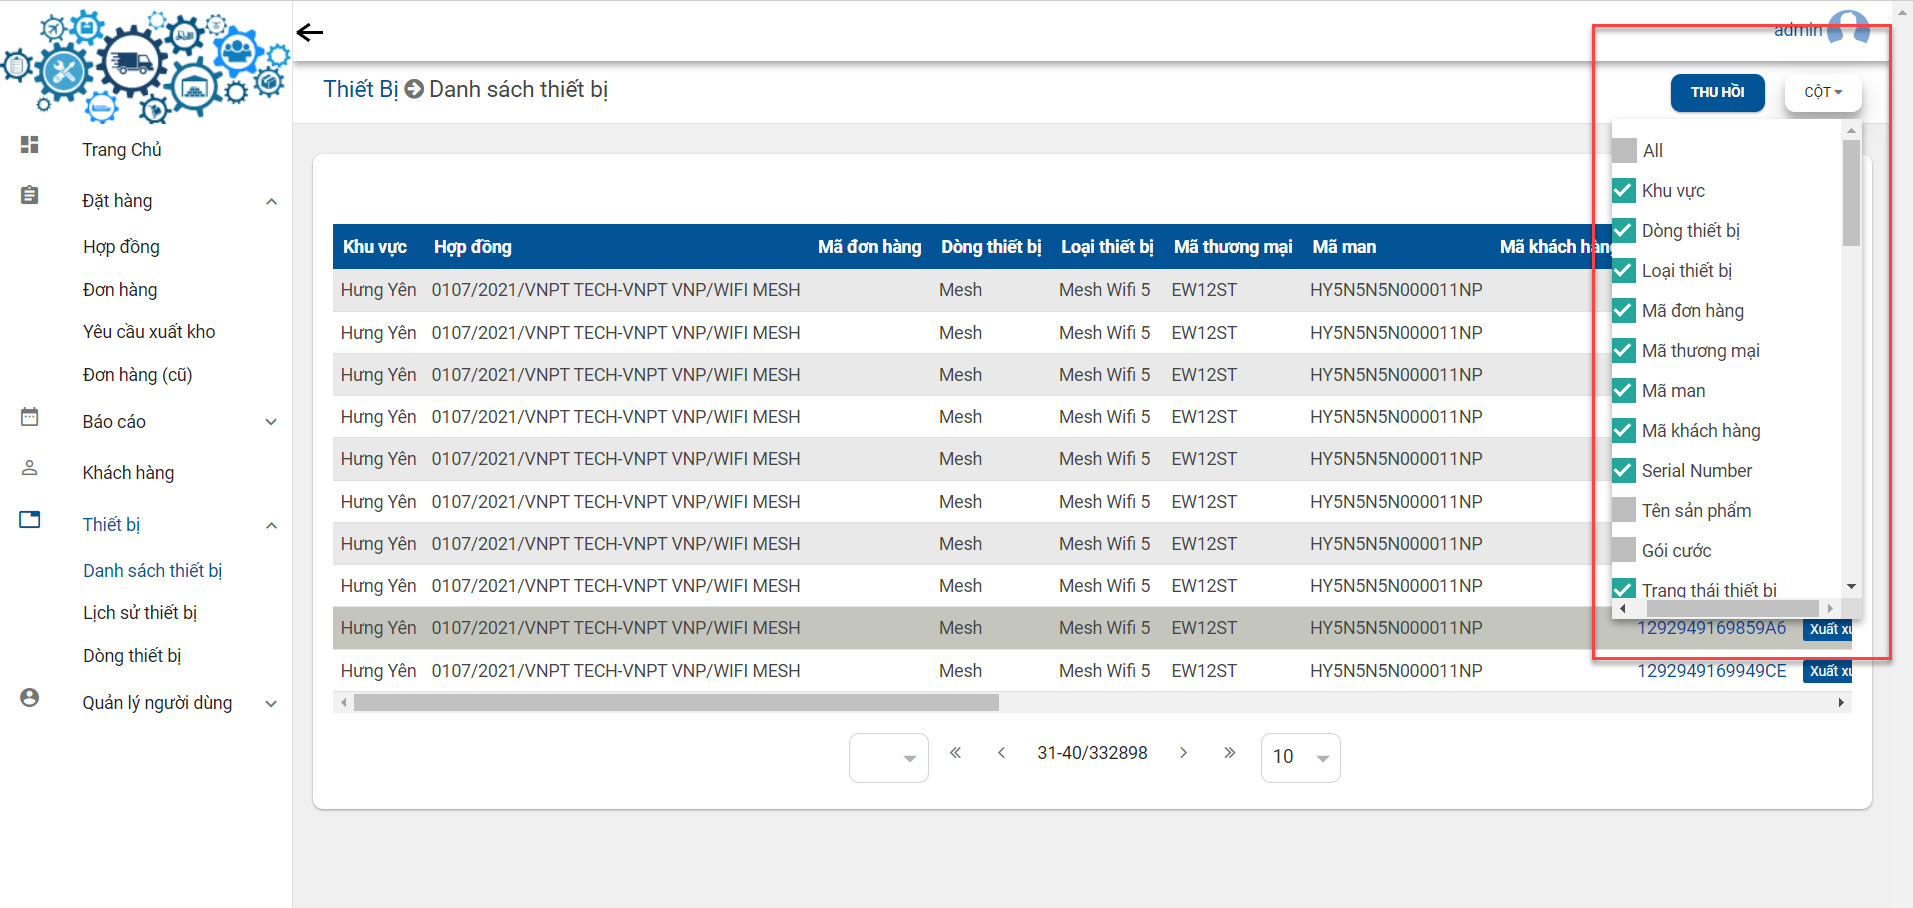 admin
Thiết Bị Danh sách thiết bị
THU HỒI
CỘT
Trang Chủ
Đặt hàng
Hợp đồng
Đơn hàng
Yêu cầu xuất kho
Đơn hàng (cũ)
Báo cáo
Khách hàng
Thiết bị
Danh sách thiết bị
Lịch sử thiết bị
Dòng thiết bị
Quản lý người dùng
Khu vực Hợp đồng Mã đơn hàng Dòng thiết bị Loại thiết bị Mã thương mại Mã man Mã khách hàng
Hưng Yên 0107/2021/VNPT TECH-VNPT VNP/WIFI MESH Mesh Mesh Wifi 5 EW12ST HY5N5N5N000011NP
Hưng Yên 0107/2021/VNPT TECH-VNPT VNP/WIFI MESH Mesh Mesh Wifi 5 EW12ST HY5N5N5N000011NP
Hưng Yên 0107/2021/VNPT TECH-VNPT VNP/WIFI MESH Mesh Mesh Wifi 5 EW12ST HY5N5N5N000011NP
Hưng Yên 0107/2021/VNPT TECH-VNPT VNP/WIFI MESH Mesh Mesh Wifi 5 EW12ST HY5N5N5N000011NP
Hưng Yên 0107/2021/VNPT TECH-VNPT VNP/WIFI MESH Mesh Mesh Wifi 5 EW12ST HY5N5N5N000011NP
Hưng Yên 0107/2021/VNPT TECH-VNPT VNP/WIFI MESH Mesh Mesh Wifi 5 EW12ST HY5N5N5N000011NP
Hưng Yên 0107/2021/VNPT TECH-VNPT VNP/WIFI MESH Mesh Mesh Wifi 5 EW12ST HY5N5N5N000011NP
Hưng Yên 0107/2021/VNPT TECH-VNPT VNP/WIFI MESH Mesh Mesh Wifi 5 EW12ST HY5N5N5N000011NP
Hưng Yên 0107/2021/VNPT TECH-VNPT VNP/WIFI MESH Mesh Mesh Wifi 5 EW12ST HY5N5N5N000011NP 1292949169859A6 Xuất xu
Hưng Yên 0107/2021/VNPT TECH-VNPT VNP/WIFI MESH Mesh Mesh Wifi 5 EW12ST HY5N5N5N000011NP 1292949169949CE Xuất xu
31-40/332898
10
All
Khu vực
Dòng thiết bị
Loại thiết bị
Mã đơn hàng
Mã thương mại
Mã man
Mã khách hàng
Serial Number
Tên sản phẩm
Gói cước
Trạng thái thiết bị